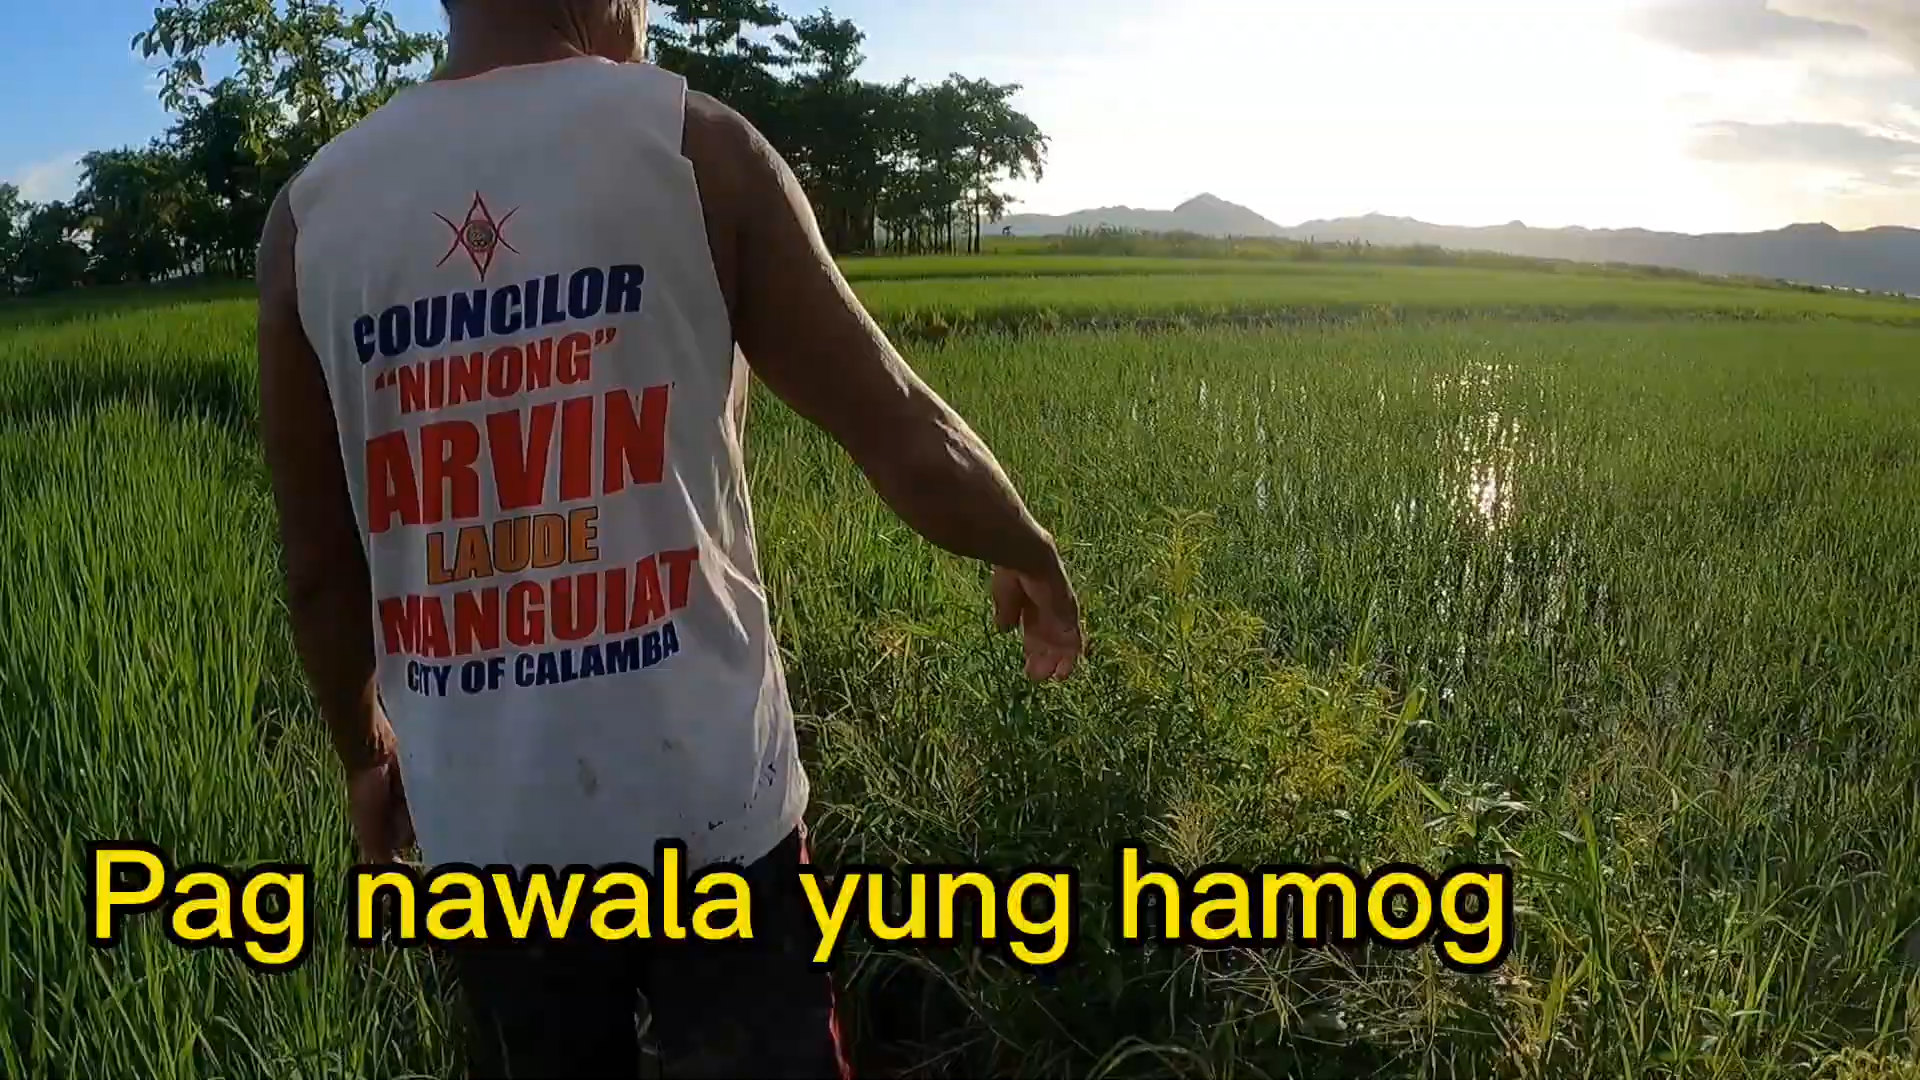 COUNCILOR
"NINONG"
ARVIN
LAUDE
MANGUIAT
CITY OF CALAMBA
Pag nawala yung hamog